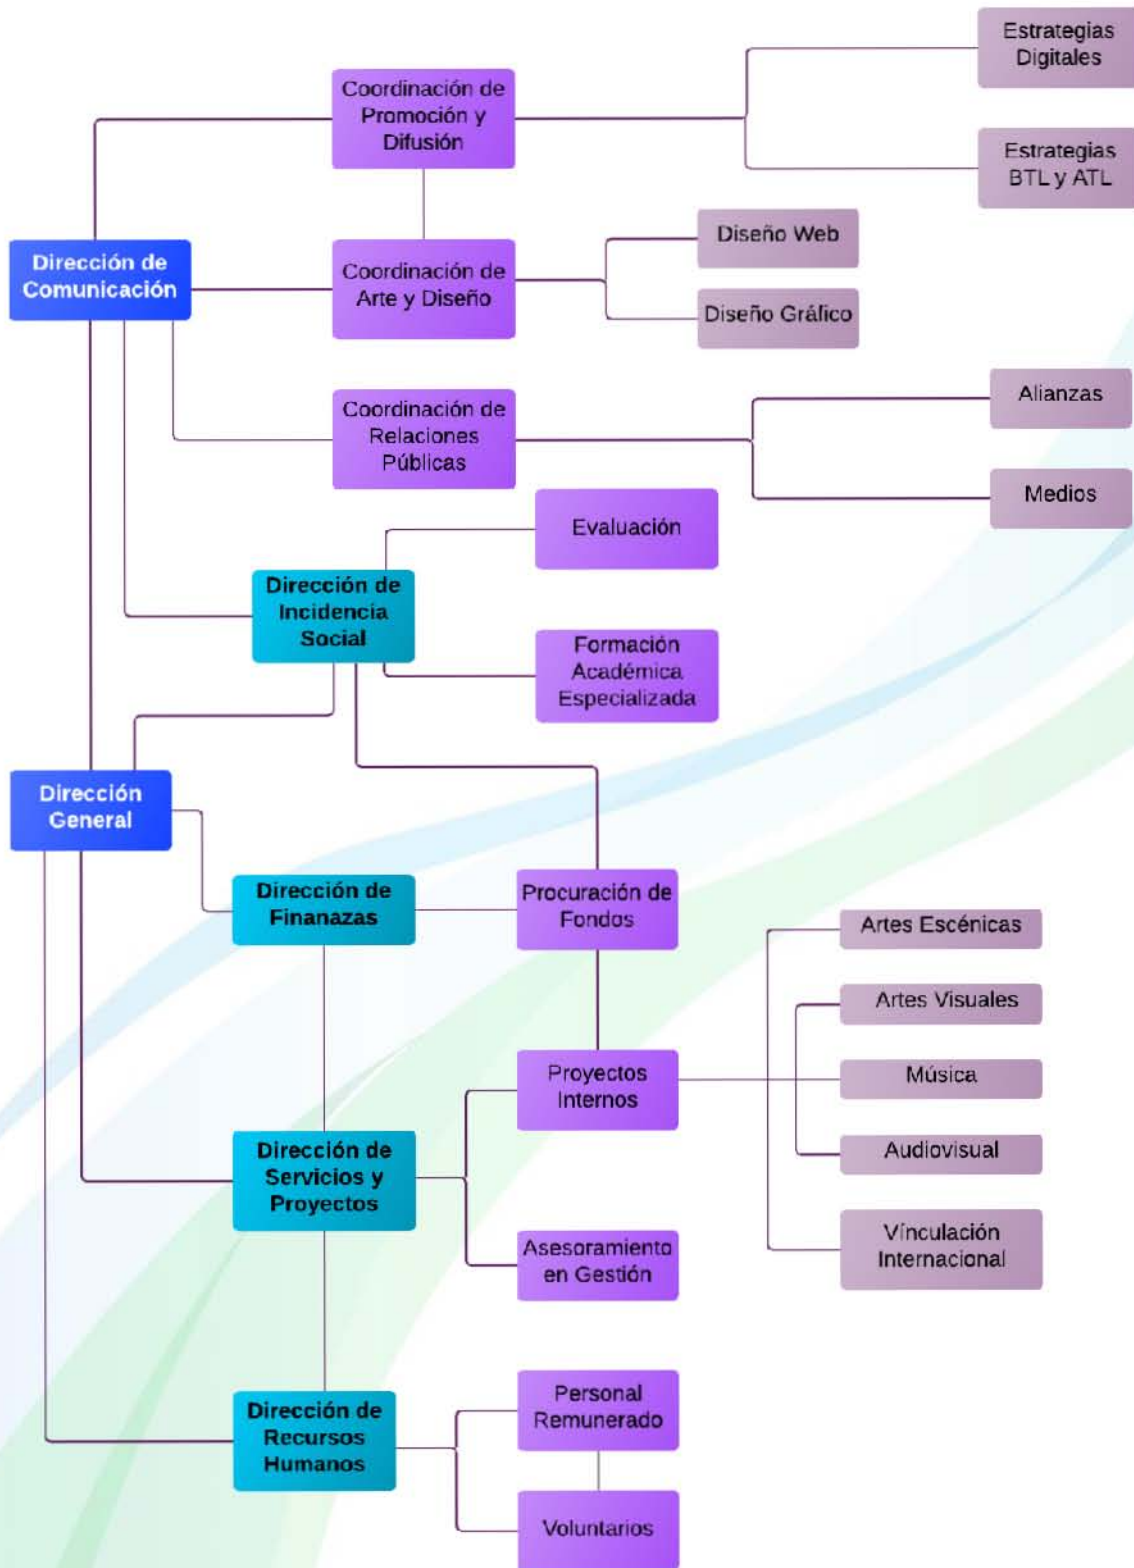 Estrategias
Digitales
Coordinación de
Promoción y
Difusión
Estrategias
BTL y ATL
Diseño Web
Dirección de
Comunicación
Coordinación de
Arte y Diseño
Diseño Gráfico
Alianzas
Coordinación de
Relaciones
Públicas
Medios
Evaluación
Dirección de
Incidencia
Social
Formación
Académica
Especializada
Dirección
General
Dirección de
Finanazas
Procuración de
Fondos
Artes Escénicas
Artes Visuales
Proyectos
Internos
Música
Dirección de
Servicios y
Proyectos
Audiovisual
Asesoramiento
en Gestión
Vínculación
Internacional
Personal
Remunerado
Dirección de
Recursos
Humanos
Voluntarios